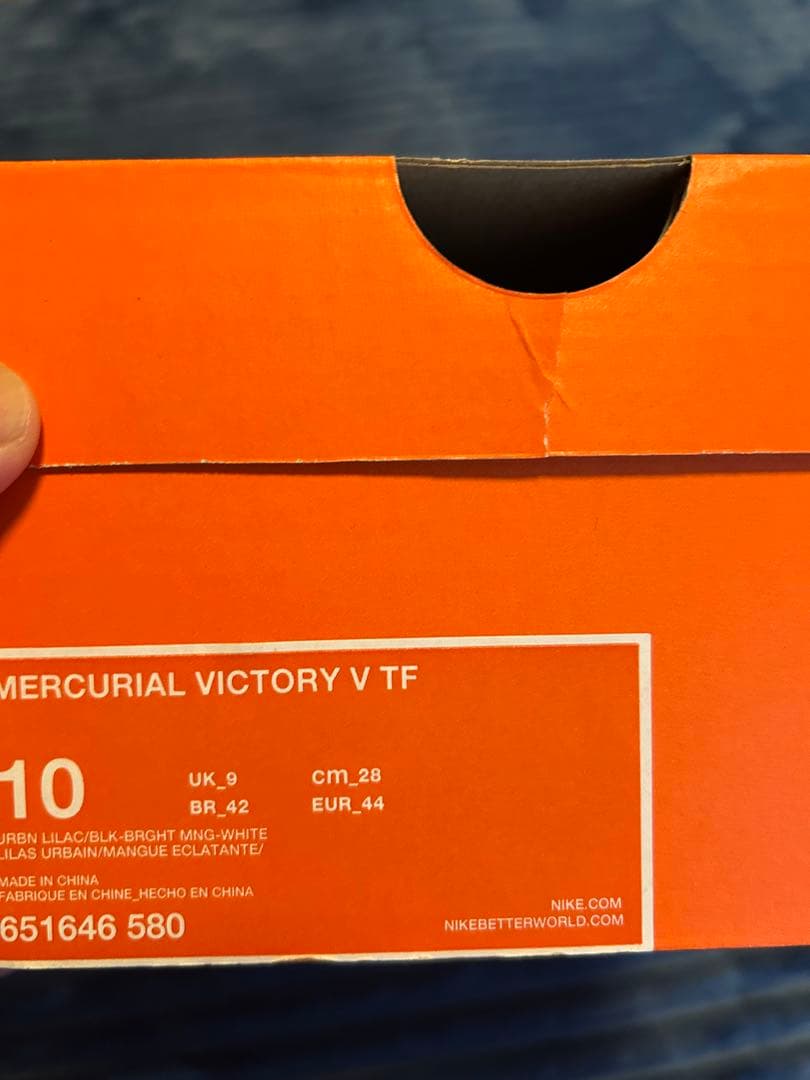 MERCURIAL VICTORY V TF
10
UK_9 cm_28
BR_42 EUR_44
URBN LILAC/BLK-BRGHT MNG-WHITE
LILAS URBAIN/MANGUE ECLATANTE/
MADE IN CHINA
FABRIQUE EN CHINE_HECHO EN CHINA
651646 580
NIKE.COM
NIKEBETTERWORLD.COM